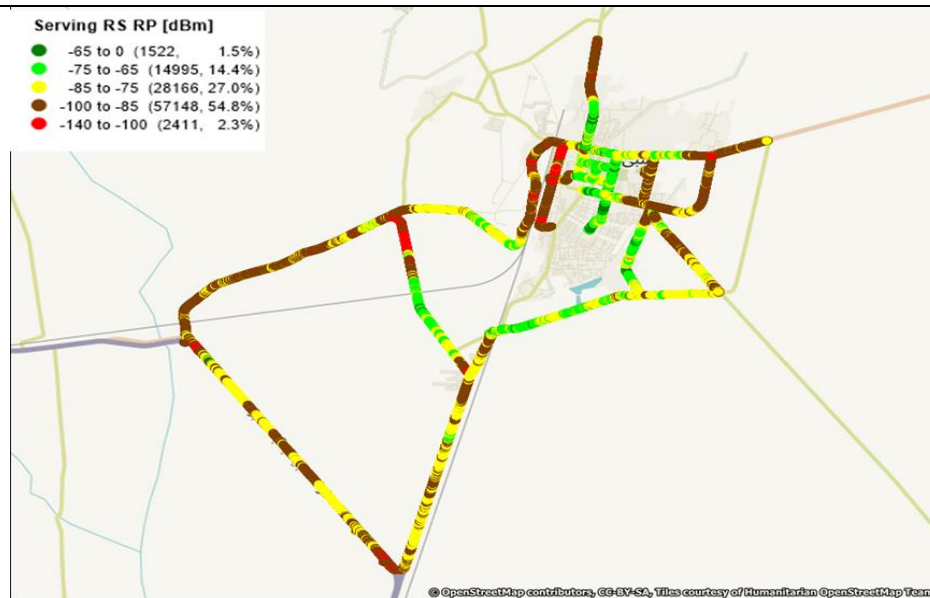 Serving RS RP [dBm]
-65 to 0 (1522, 1.5%)
-75 to -65 (14995, 14.4%)
-85 to -75 (28166, 27.0%)
-100 to -85 (57148, 54.8%)
-140 to -100 (2411, 2.3%)
© OpenStreetMap contributors, CC-BY-SA, Tiles courtesy of Humanitarian OpenStreetMap Team